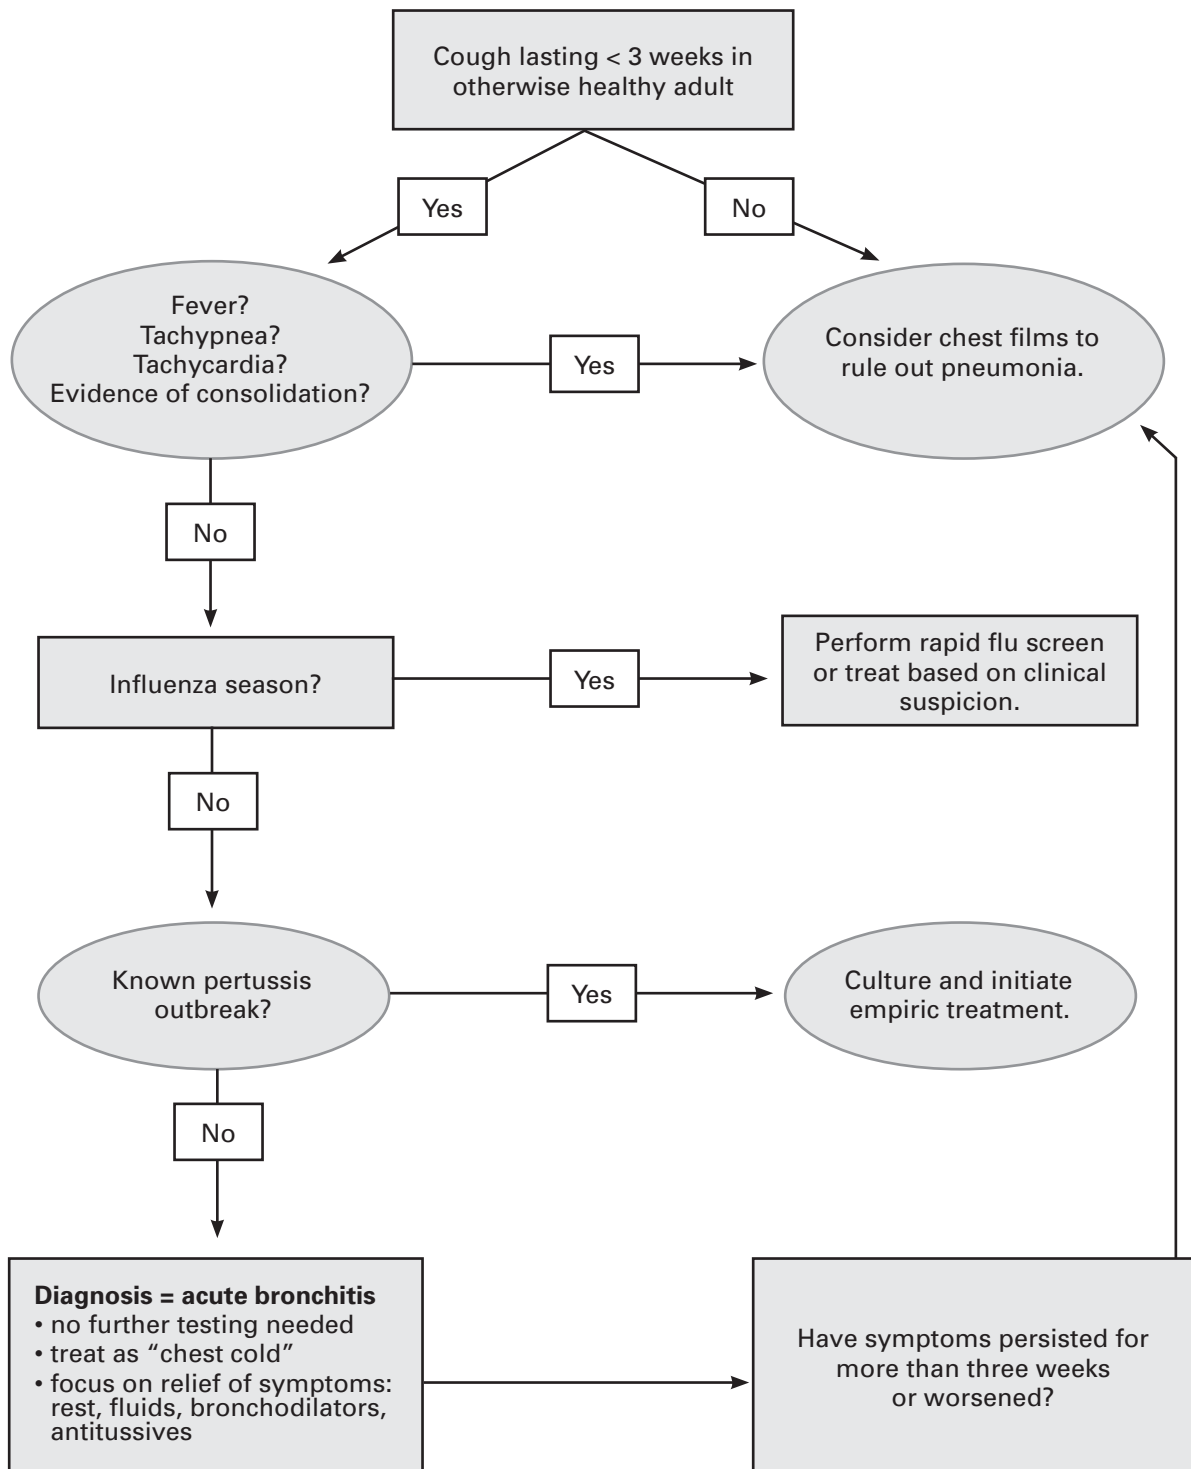 Cough lasting < 3 weeks in
otherwise healthy adult
Yes
No
Fever?
Tachypnea?
Tachycardia?
Evidence of consolidation?
Yes
Consider chest films to
rule out pneumonia.
No
Influenza season?
Yes
Perform rapid flu screen
or treat based on clinical
suspicion.
No
Known pertussis
outbreak?
Yes
Culture and initiate
empiric treatment.
No
Diagnosis = acute bronchitis
• no further testing needed
• treat as “chest cold”
• focus on relief of symptoms:
rest, fluids, bronchodilators,
antitussives
Have symptoms persisted for
more than three weeks
or worsened?